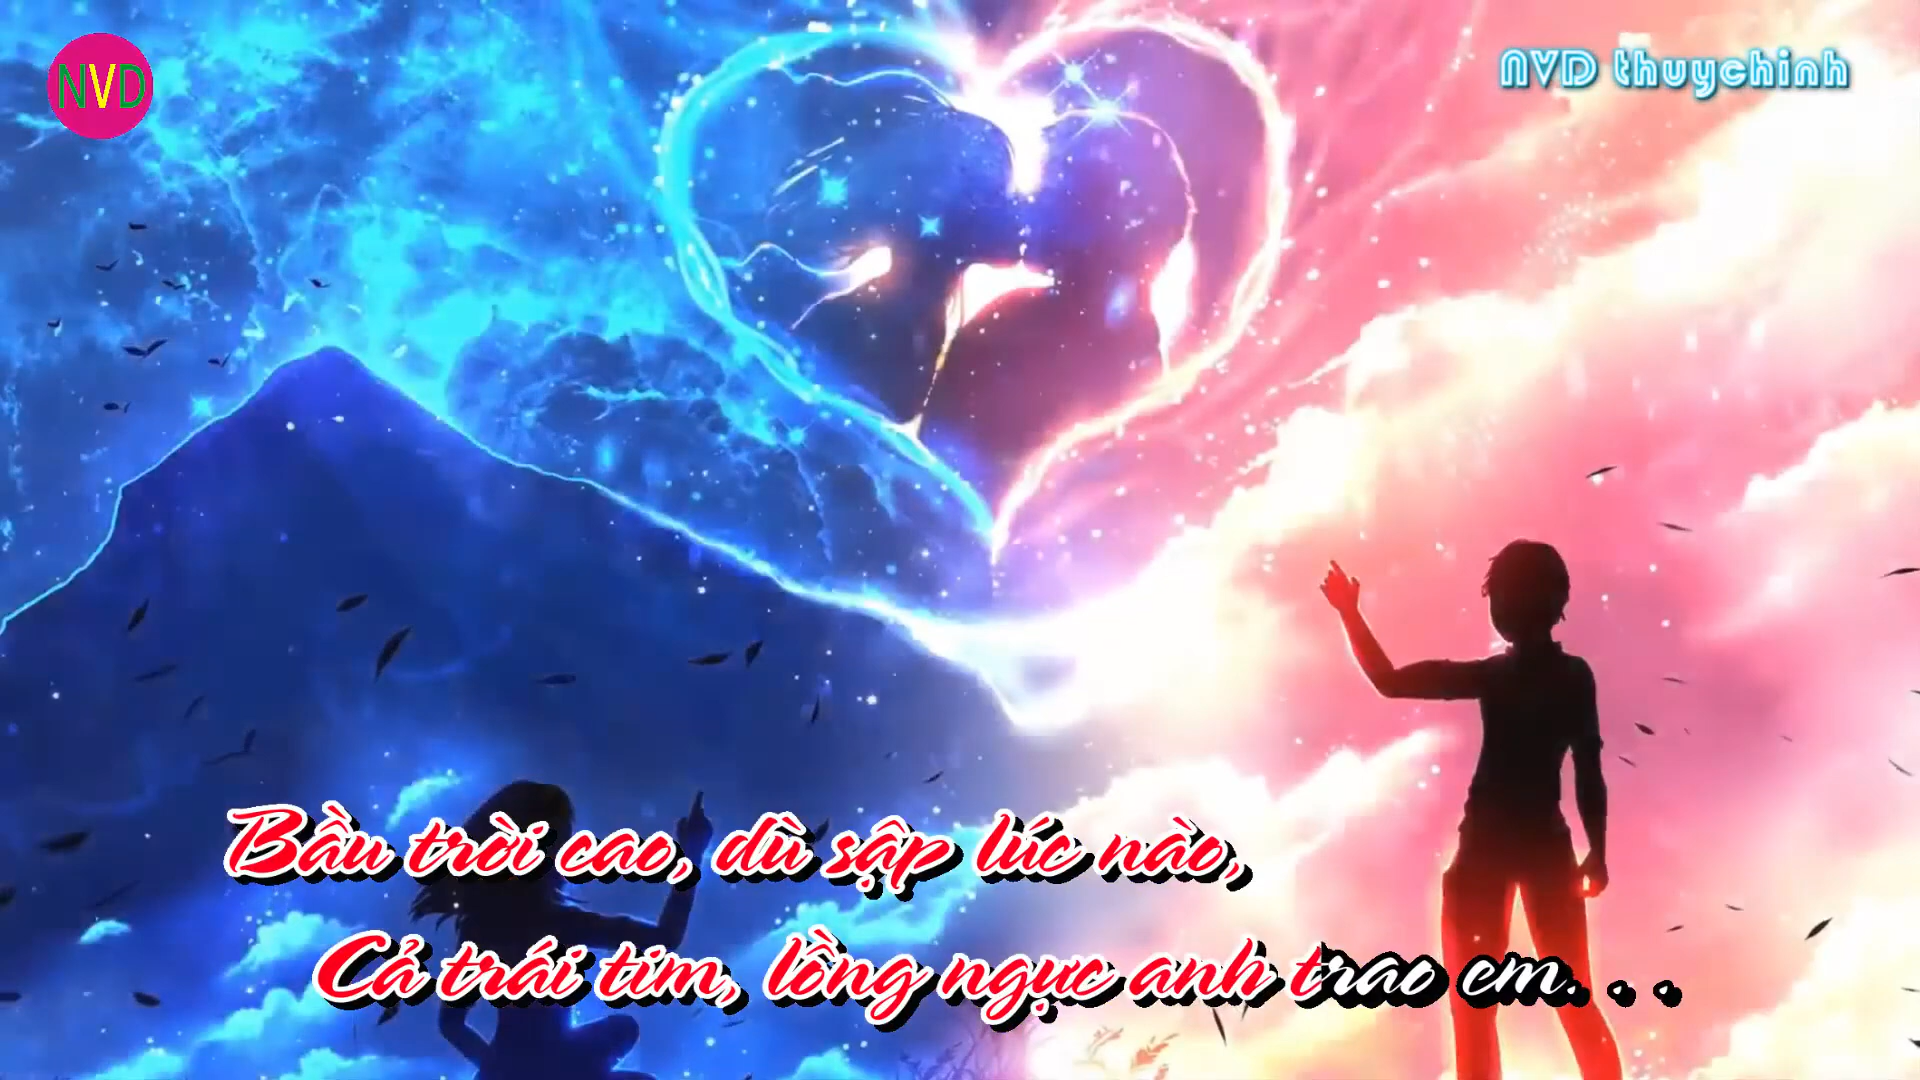 NVD
NVD thuychinh
Bầu trời cao, dù sập lúc nào,
Cả trái tim, lồng ngực anh trao em. . .